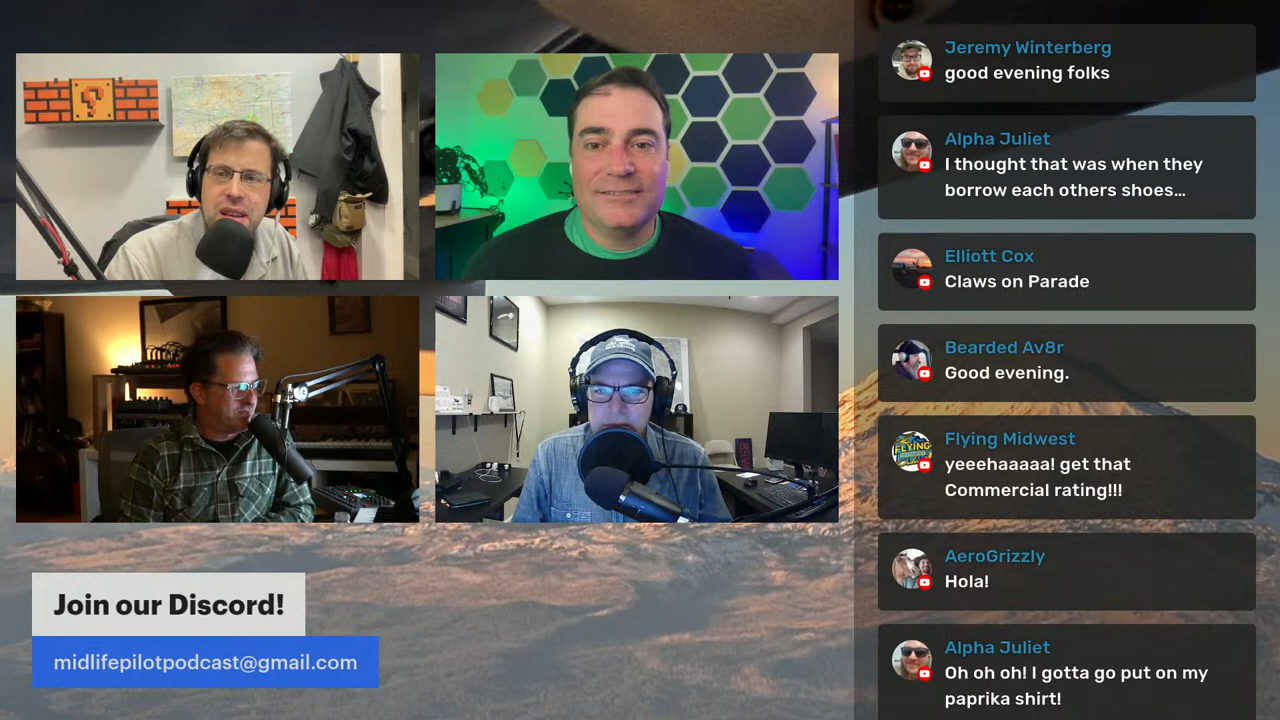 Join our Discord!
midlifepilotpodcast@gmail.com
Jeremy Winterberg
good evening folks
Alpha Juliet
I thought that was when they
borrow each others shoes...
Elliott Cox
Claws on Parade
Bearded Av8r
Good evening.
Flying Midwest
yeeehaaaaa! get that
Commercial rating!!!
AeroGrizzly
Hola!
Alpha Juliet
Oh oh oh! I gotta go put on my
paprika shirt!